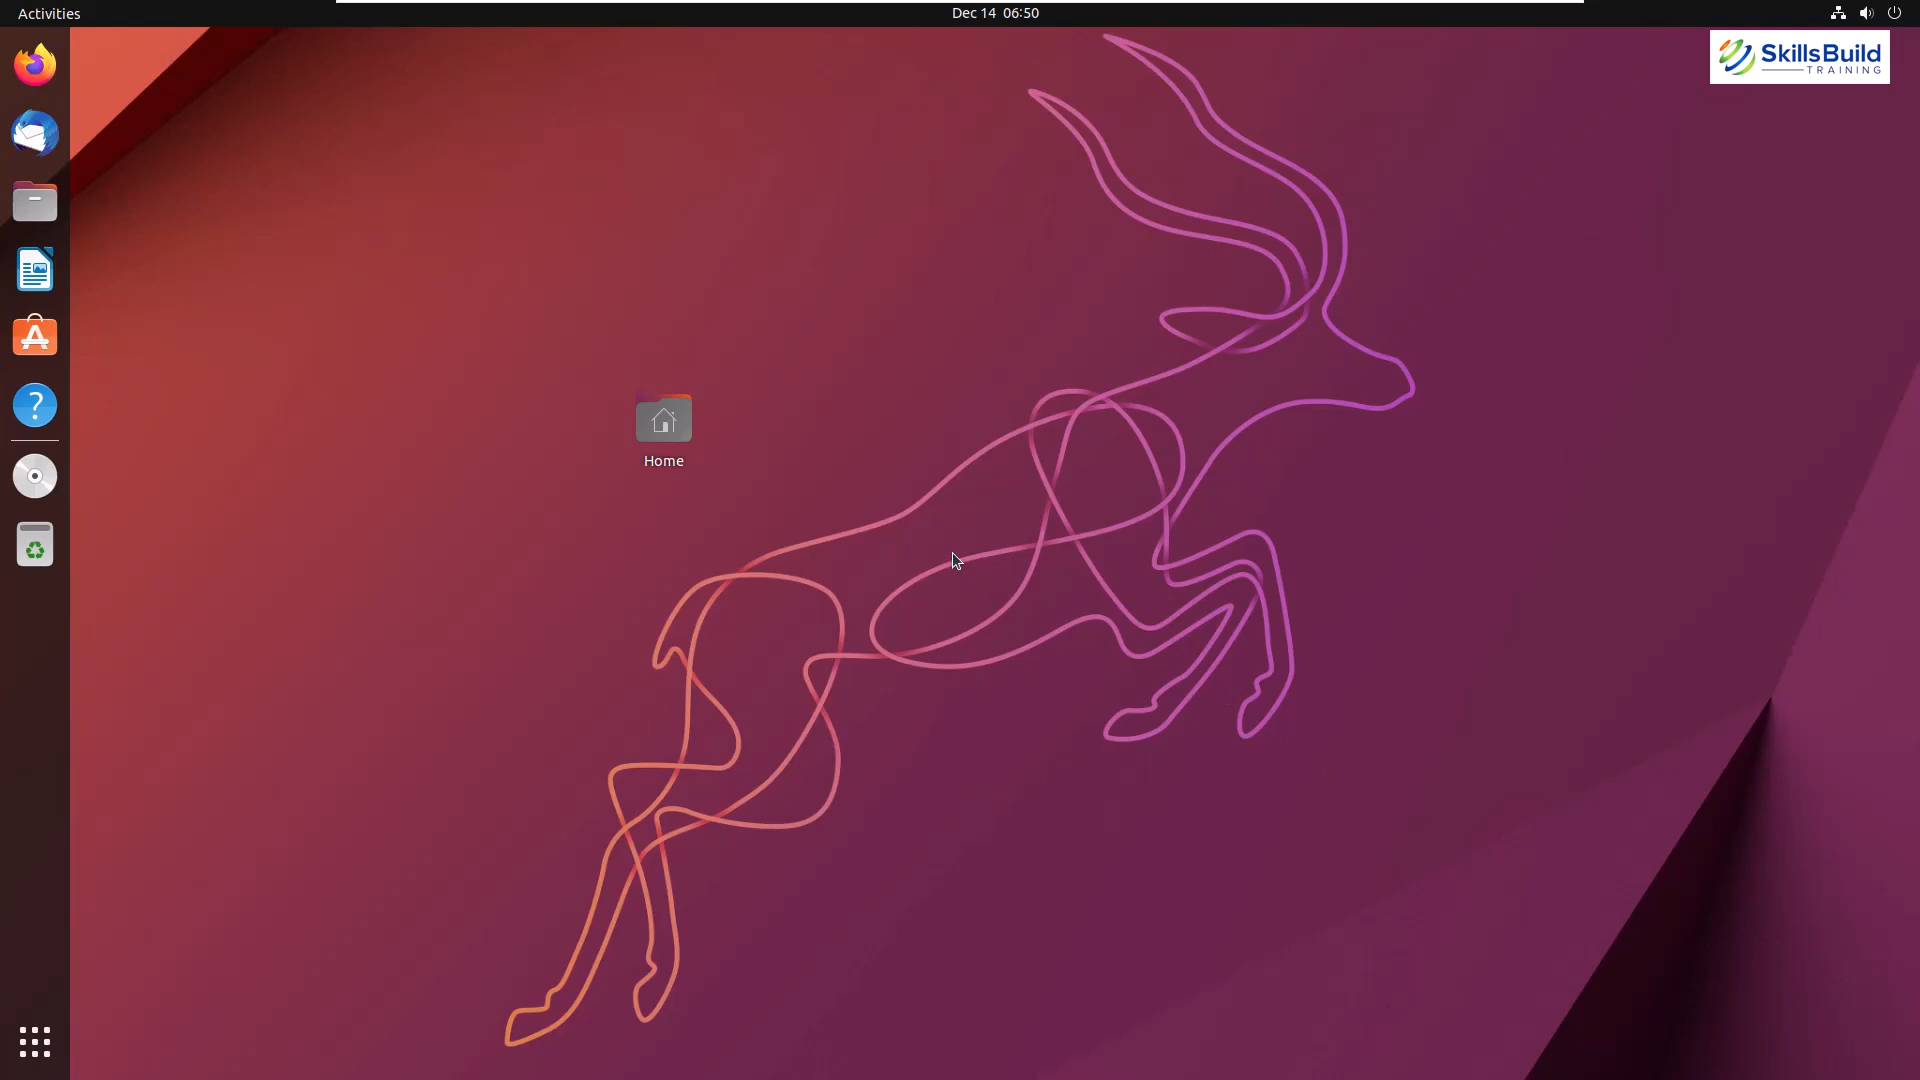 Activities
Dec 14 06:50
SkillsBuild
TRAINING
Home